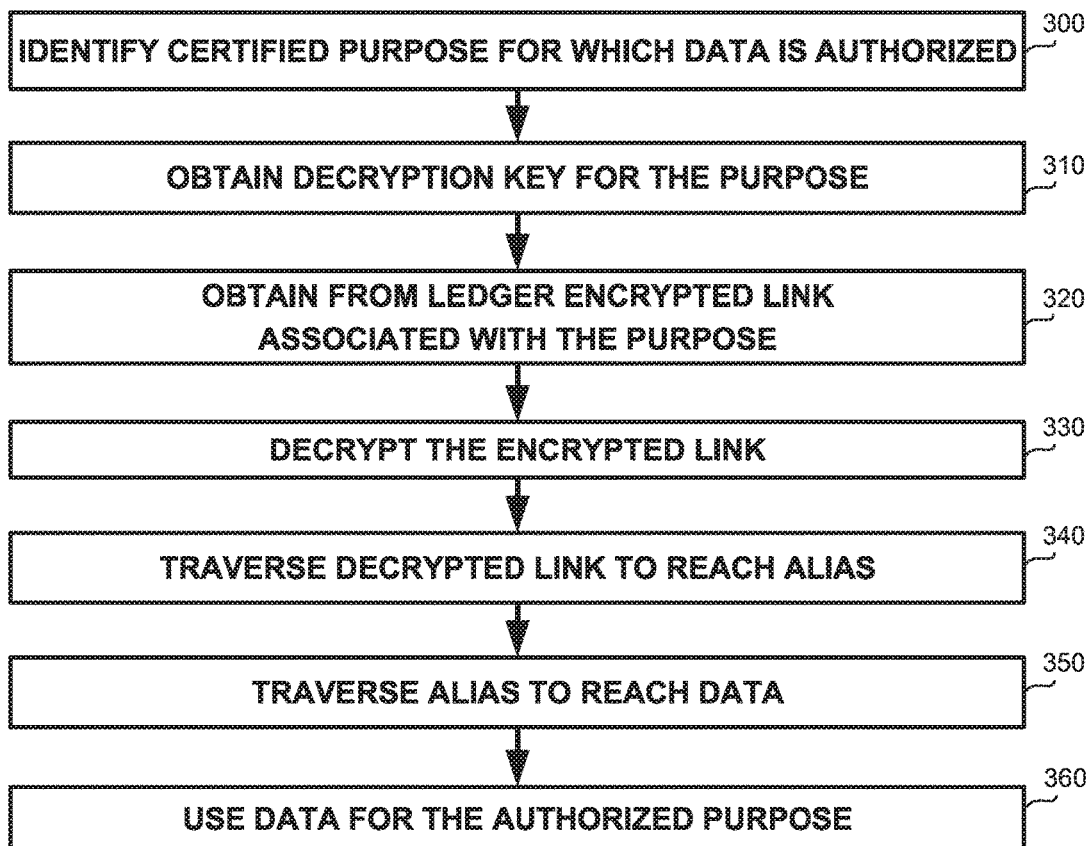 300
IDENTIFY CERTIFIED PURPOSE FOR WHICH DATA IS AUTHORIZED
310
OBTAIN DECRYPTION KEY FOR THE PURPOSE
320
OBTAIN FROM LEDGER ENCRYPTED LINK
ASSOCIATED WITH THE PURPOSE
330
DECRYPT THE ENCRYPTED LINK
340
TRAVERSE DECRYPTED LINK TO REACH ALIAS
350
TRAVERSE ALIAS TO REACH DATA
360
USE DATA FOR THE AUTHORIZED PURPOSE